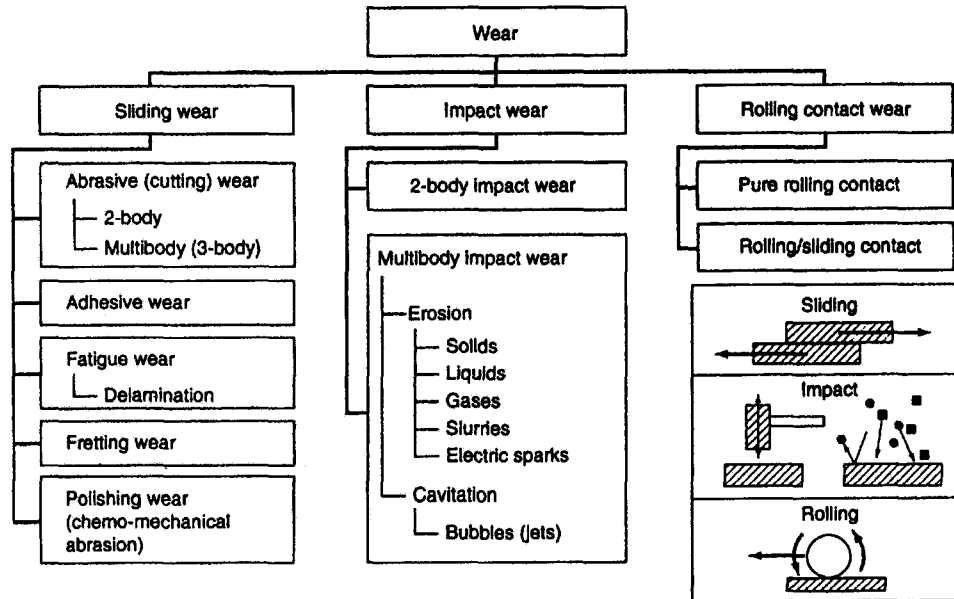 Wear
Sliding wear
Abrasive (cutting) wear
2-body
Multibody (3-body)
Adhesive wear
Fatigue wear
Delamination
Fretting wear
Polishing wear
(chemo-mechanical
abrasion)
Impact wear
2-body impact wear
Multibody impact wear
Erosion
Solids
Liquids
Gases
Slurries
Electric sparks
Cavitation
Bubbles (jets)
Rolling contact wear
Pure rolling contact
Rolling/sliding contact
Sliding
Impact
Rolling